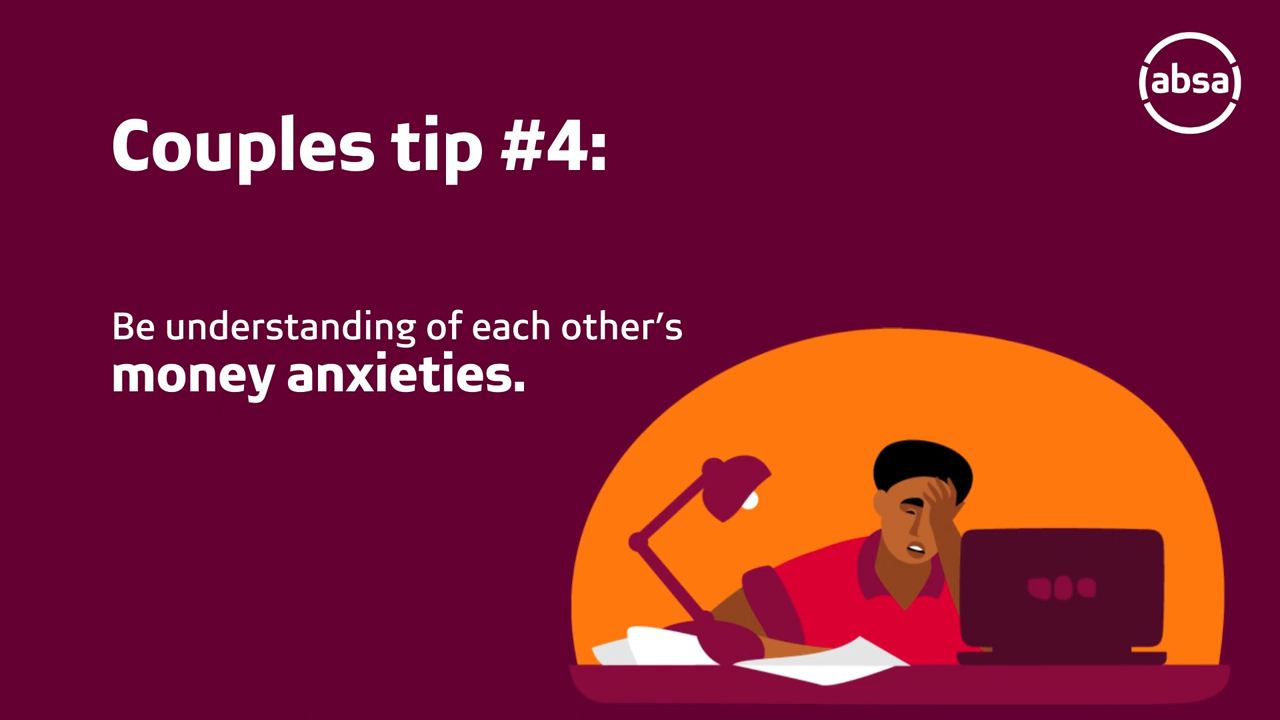 absa
Couples tip #4:
Be understanding of each other’s
money anxieties.